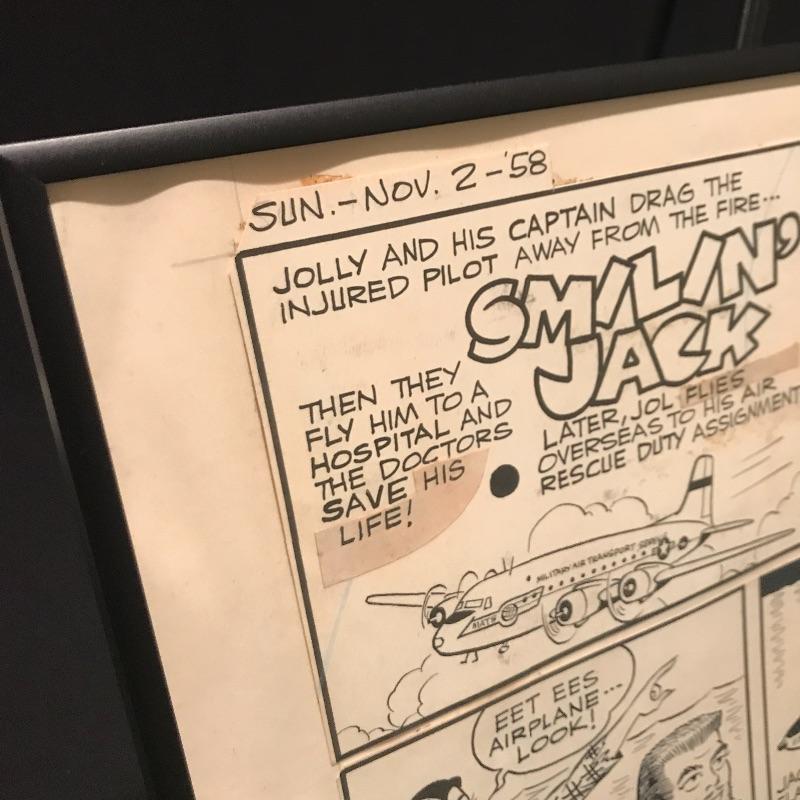 SUN.-NOV. 2-'58
JOLLY AND HIS CAPTAIN DRAG THE
INJURED PILOT AWAY FROM THE FIRE...
SMILIN'
JACK
THEN THEY
FLY HIM TO A
HOSPITAL AND
THE DOCTORS
SAVE HIS
LIFE!
LATER, JOL FLIES
OVERSEAS TO HIS AIR
RESCUE DUTY ASSIGNMENT
MILITARY AIR TRANSPORT SERVICE
MATS
EET EES
AIRPLANE...
LOOK!